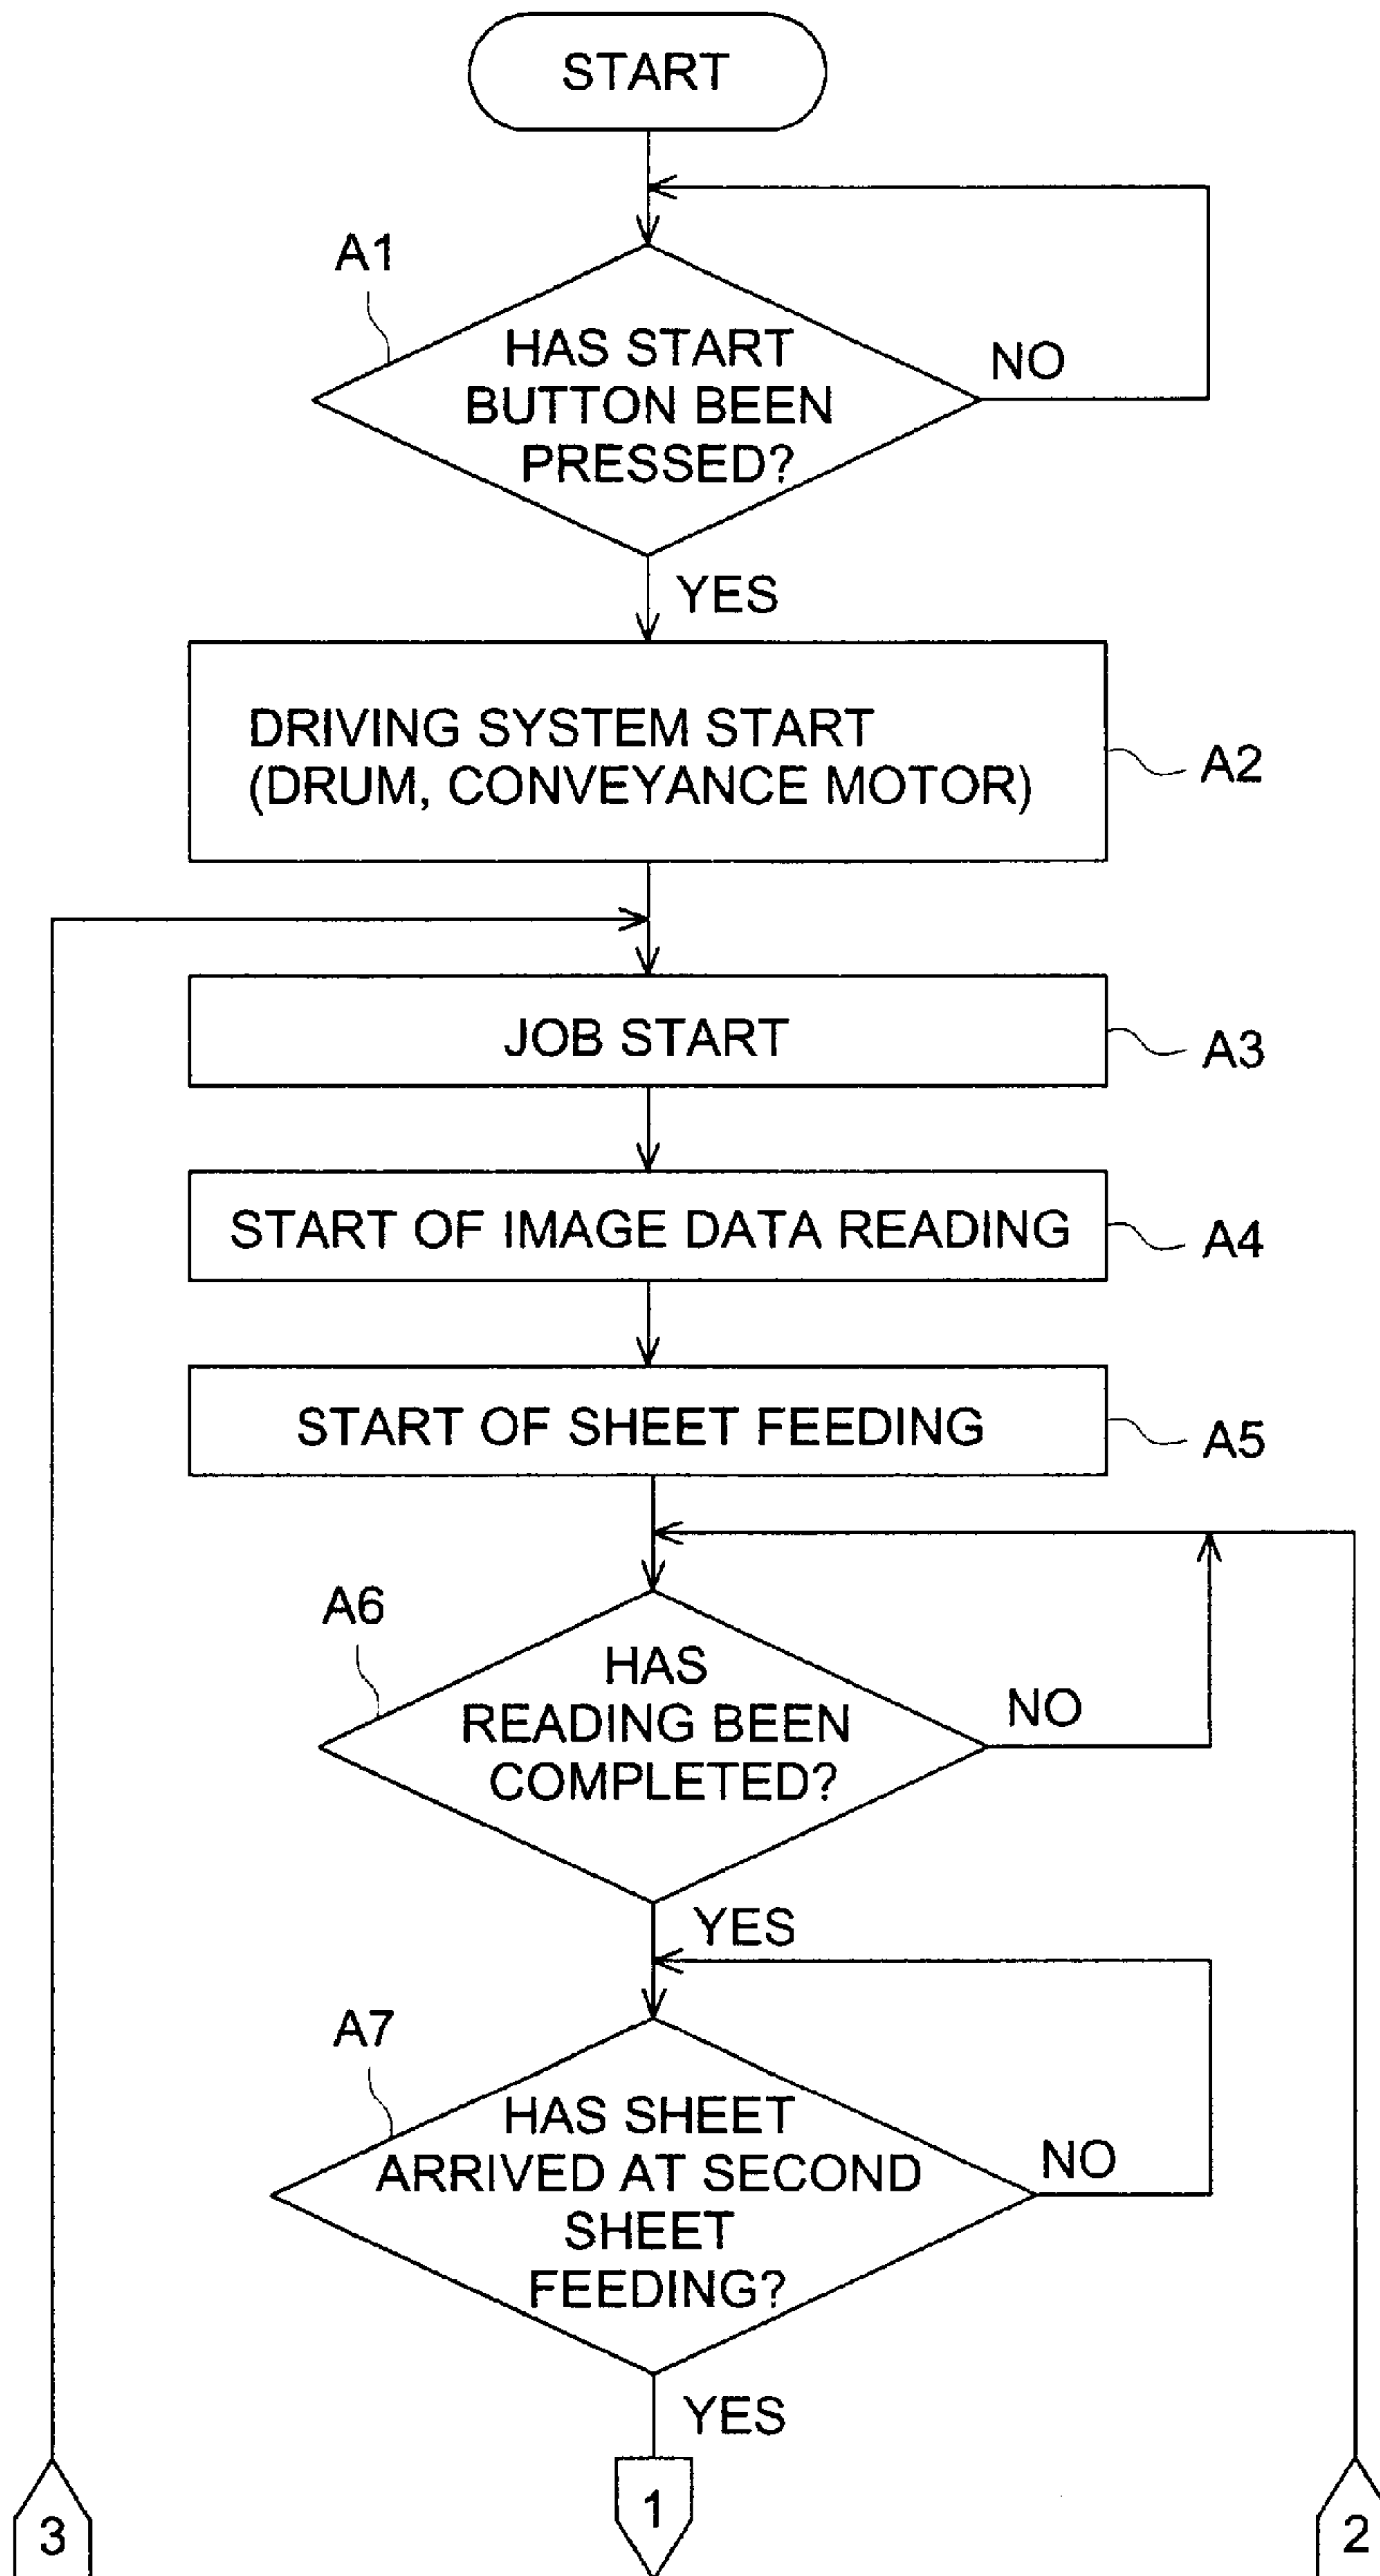 START
A1
HAS START
BUTTON BEEN
PRESSED?
NO
YES
DRIVING SYSTEM START
(DRUM, CONVEYANCE MOTOR)
A2
JOB START
A3
START OF IMAGE DATA READING
A4
START OF SHEET FEEDING
A5
A6
HAS
READING BEEN
COMPLETED?
NO
YES
A7
HAS SHEET
ARRIVED AT SECOND
SHEET
FEEDING?
NO
YES
3
1
2